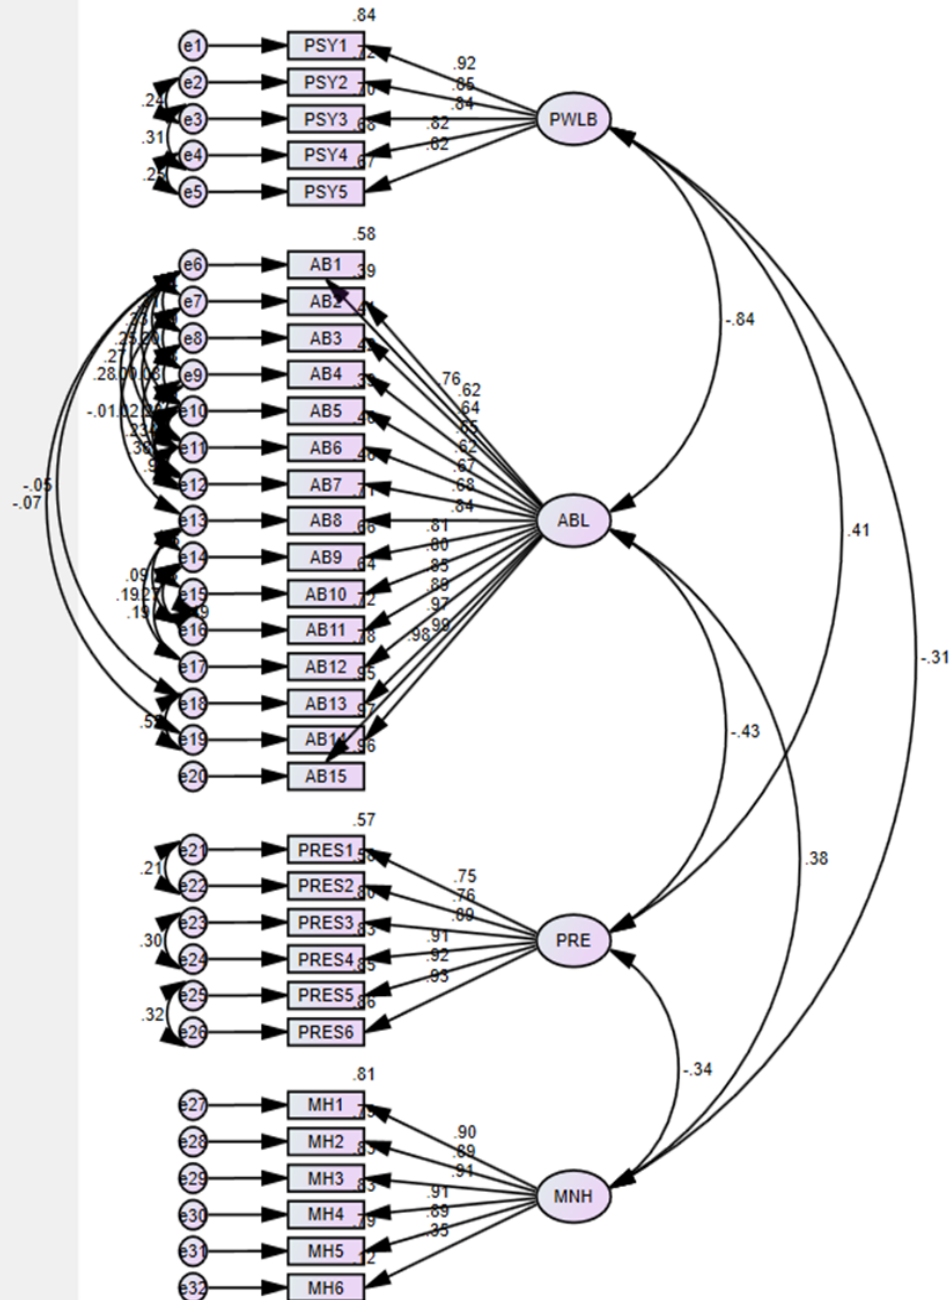 .84
e1 PSY1 .72 .92
e2 PSY2 .70 .85
.24 e3 PSY3 .68 .84 PWLB
.31 e4 PSY4 .67 .82
.25 e5 PSY5 .82
.58
e6 AB1 .39
e7 AB2
e8 AB3
.27 e9 AB4
.28 e10 AB5
e11 AB6
e12 AB7 .71
e13 AB8 .66
e14 AB9 .64
e15 AB10 .72
e16 AB11 .78
e17 AB12 .95
e18 AB13 .97
e19 AB14 .96
e20 AB15
-.05
-.07
.09
.19
.19
.76
.62
.64
.65
.62
.67
.68
.84
.81
.80
.85
.89
.97
.99
.98
ABL
-.84
.41
-.31
-.43
.38
.57
e21 PRES1 .58 .75
.21 e22 PRES2 .80 .76
e23 PRES3 .83 .89
.30 e24 PRES4 .85 .91 PRE
e25 PRES5 .86 .92
.32 e26 PRES6 .93
-.34
.81
e27 MH1 .79 .90
e28 MH2 .83 .89
e29 MH3 .83 .91
e30 MH4 .79 .91 MNH
e31 MH5 .12 .89
e32 MH6 .35